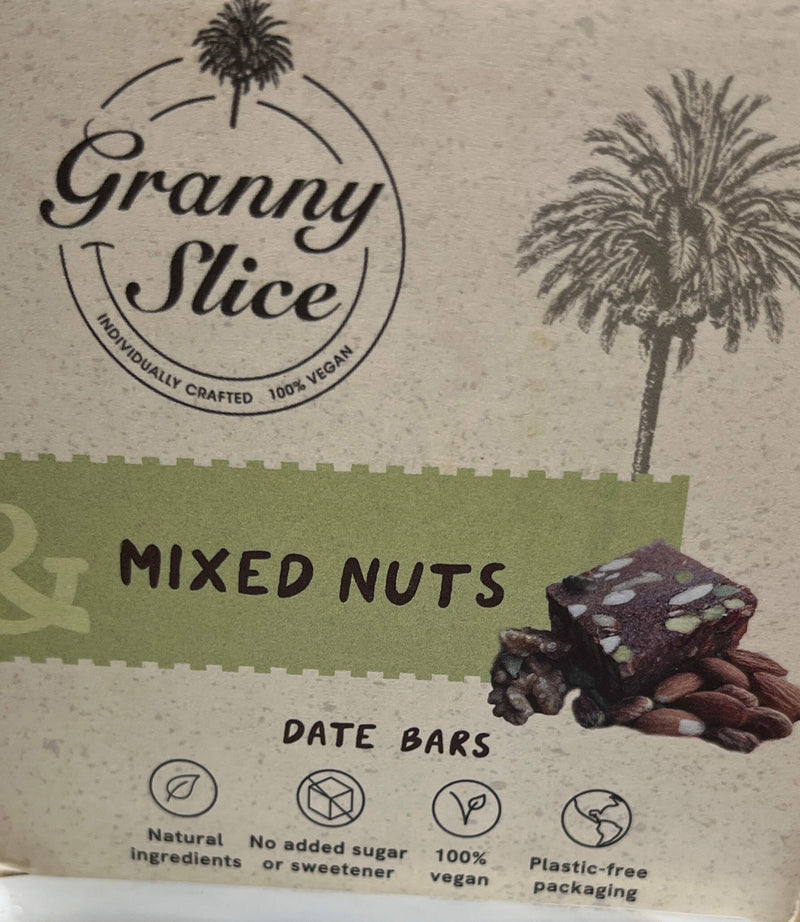 Granny
Slice
INDIVIDUALLY CRAFTED 100% VEGAN
&
MIXED NUTS
DATE BARS
Natural
ingredients
No added sugar
or sweetener
100%
vegan
Plastic-free
packaging